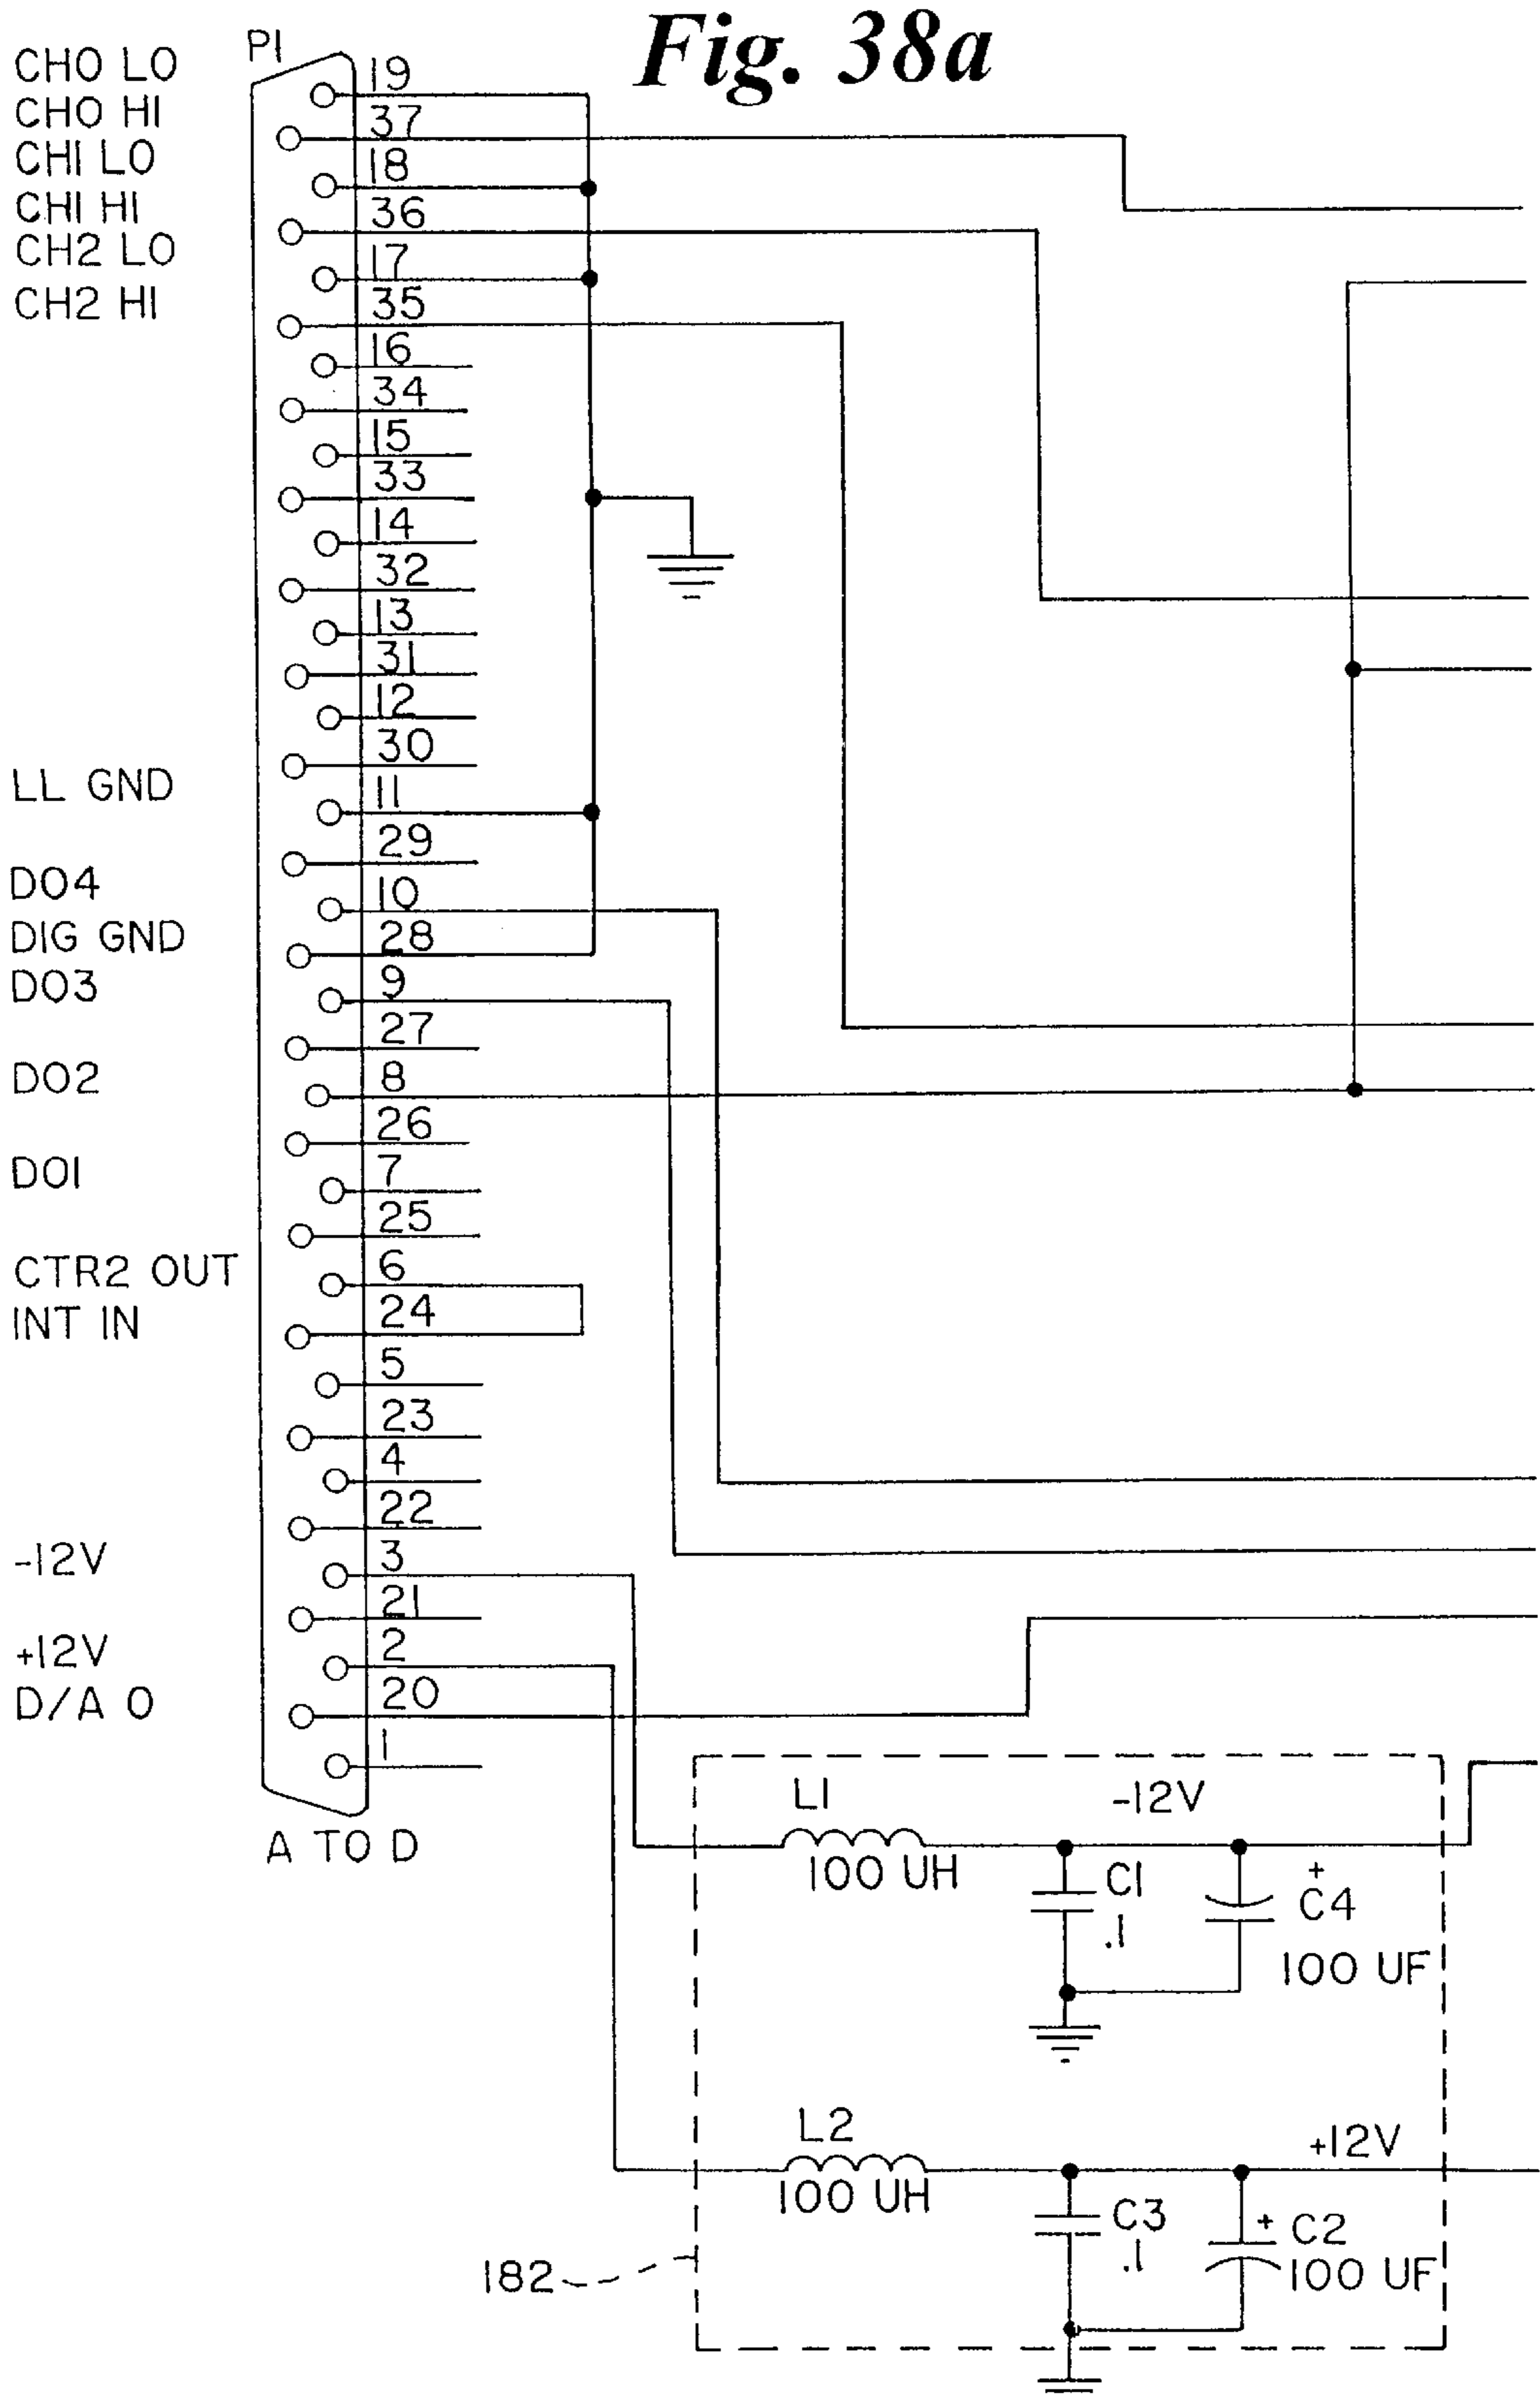 Fig. 38a
P1
CH0 LO
19
CH0 HI
37
CH1 LO
18
CH1 HI
36
CH2 LO
17
CH2 HI
35
16
34
15
33
14
32
13
31
12
30
LL GND
11
29
DO4
10
DIG GND
28
DO3
9
27
DO2
8
26
DO1
7
25
CTR2 OUT
6
INT IN
24
5
23
4
22
-12V
3
21
+12V
2
D/A 0
20
1
A TO D
L1
-12V
100 UH
C1
.1
+
C4
100 UF
L2
+12V
100 UH
C3
.1
+
C2
100 UF
182